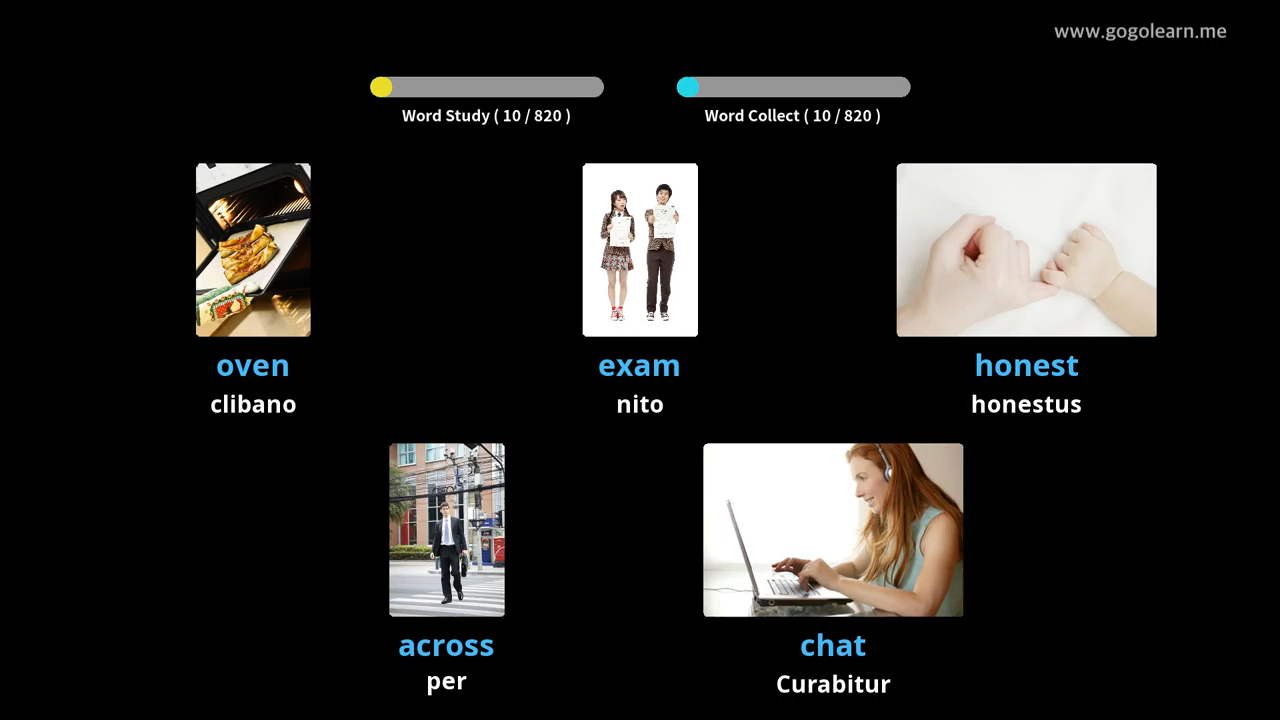 www.gogolearn.me
Word Study ( 10 / 820 )
Word Collect ( 10 / 820 )
oven
clibano
exam
nito
honest
honestus
across
per
chat
Curabitur